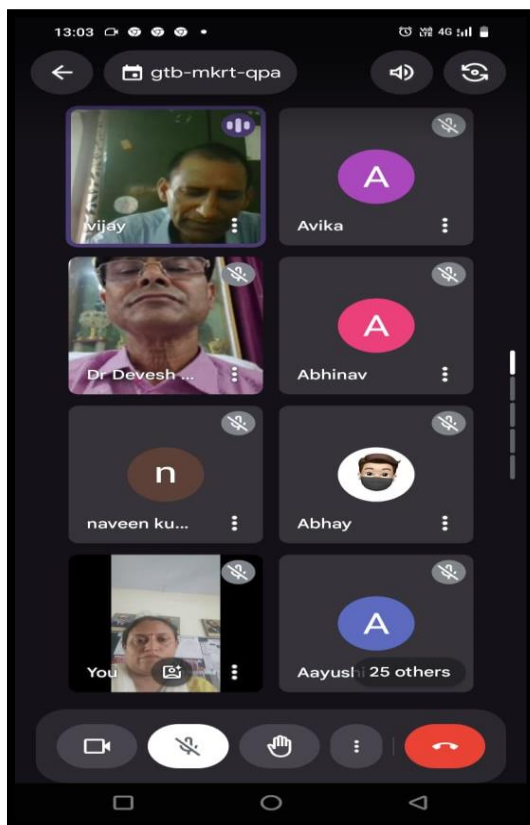 13:03 4G
gtb-mkrt-qpa
vijay
A
Avika
Dr Devesh ...
A
Abhinav
n
naveen ku...
Abhay
You
A
Aayushi 25 others